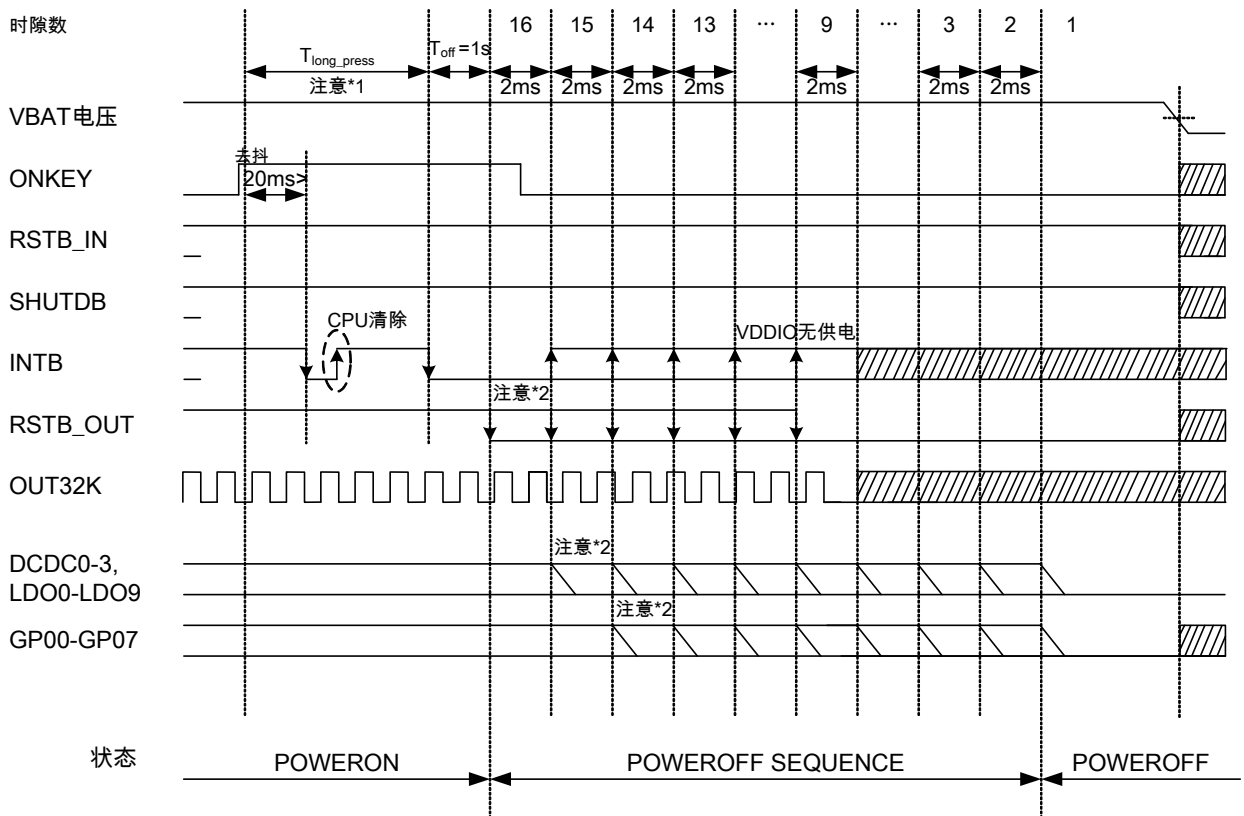 时隙数 16 15 14 13 ... 9 ... 3 2 1
Tlong_press Toff=1s
注意*1 2ms 2ms 2ms 2ms 2ms 2ms 2ms
VBAT电压
去抖
ONKEY 20ms>
RSTB_IN
SHUTDB
CPU清除 VDDIO无供电
INTB
注意*2
RSTB_OUT
OUT32K
注意*2
DCDC0-3,
LDO0-LDO9
注意*2
GP00-GP07
状态 POWERON POWEROFF SEQUENCE POWEROFF